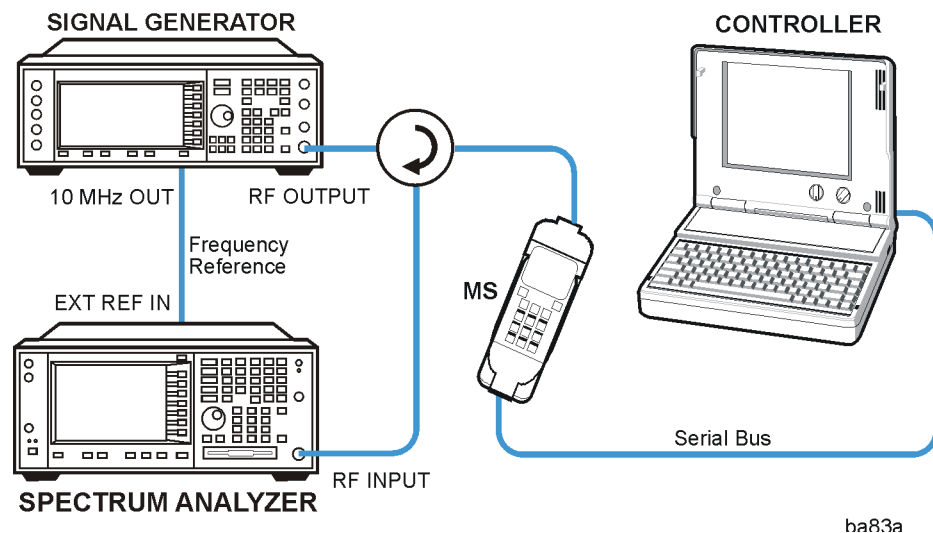 SIGNAL GENERATOR
CONTROLLER
10 MHz OUT
RF OUTPUT
Frequency
Reference
MS
EXT REF IN
Serial Bus
RF INPUT
SPECTRUM ANALYZER
ba83a